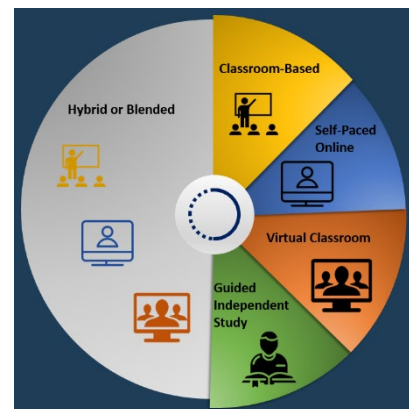 Classroom-Based
Hybrid or Blended
Self-Paced
Online
Virtual Classroom
Guided
Independent
Study